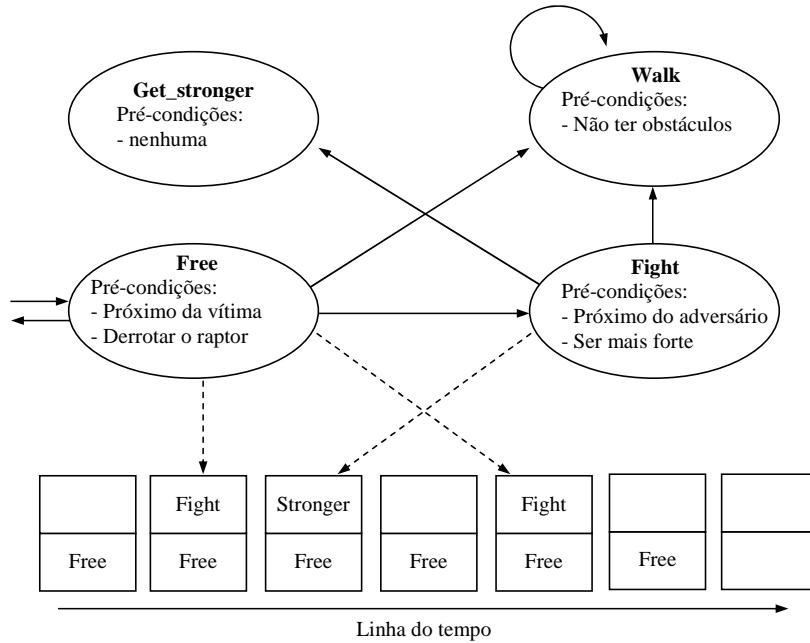 Get_stronger
Pré-condições:
- nenhuma
Walk
Pré-condições:
- Não ter obstáculos
Free
Pré-condições:
- Próximo da vítima
- Derrotar o raptor
Fight
Pré-condições:
- Próximo do adversário
- Ser mais forte
Fight Stronger Fight
Free Free Free Free Free Free
Linha do tempo